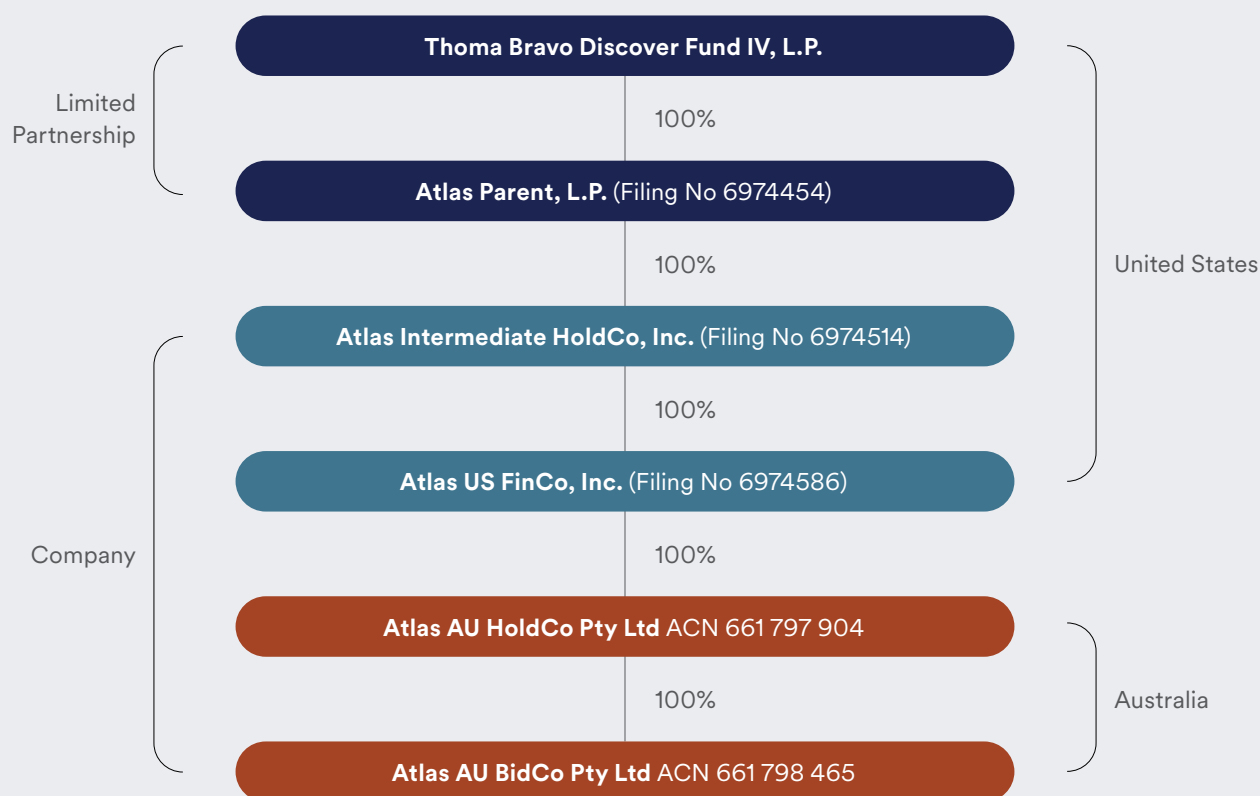 Thoma Bravo Discover Fund IV, L.P.
Limited
Partnership
100%
Atlas Parent, L.P. (Filing No 6974454)
100%
United States
Atlas Intermediate HoldCo, Inc. (Filing No 6974514)
100%
Atlas US FinCo, Inc. (Filing No 6974586)
Company
100%
Atlas AU HoldCo Pty Ltd ACN 661 797 904
100%
Australia
Atlas AU BidCo Pty Ltd ACN 661 798 465